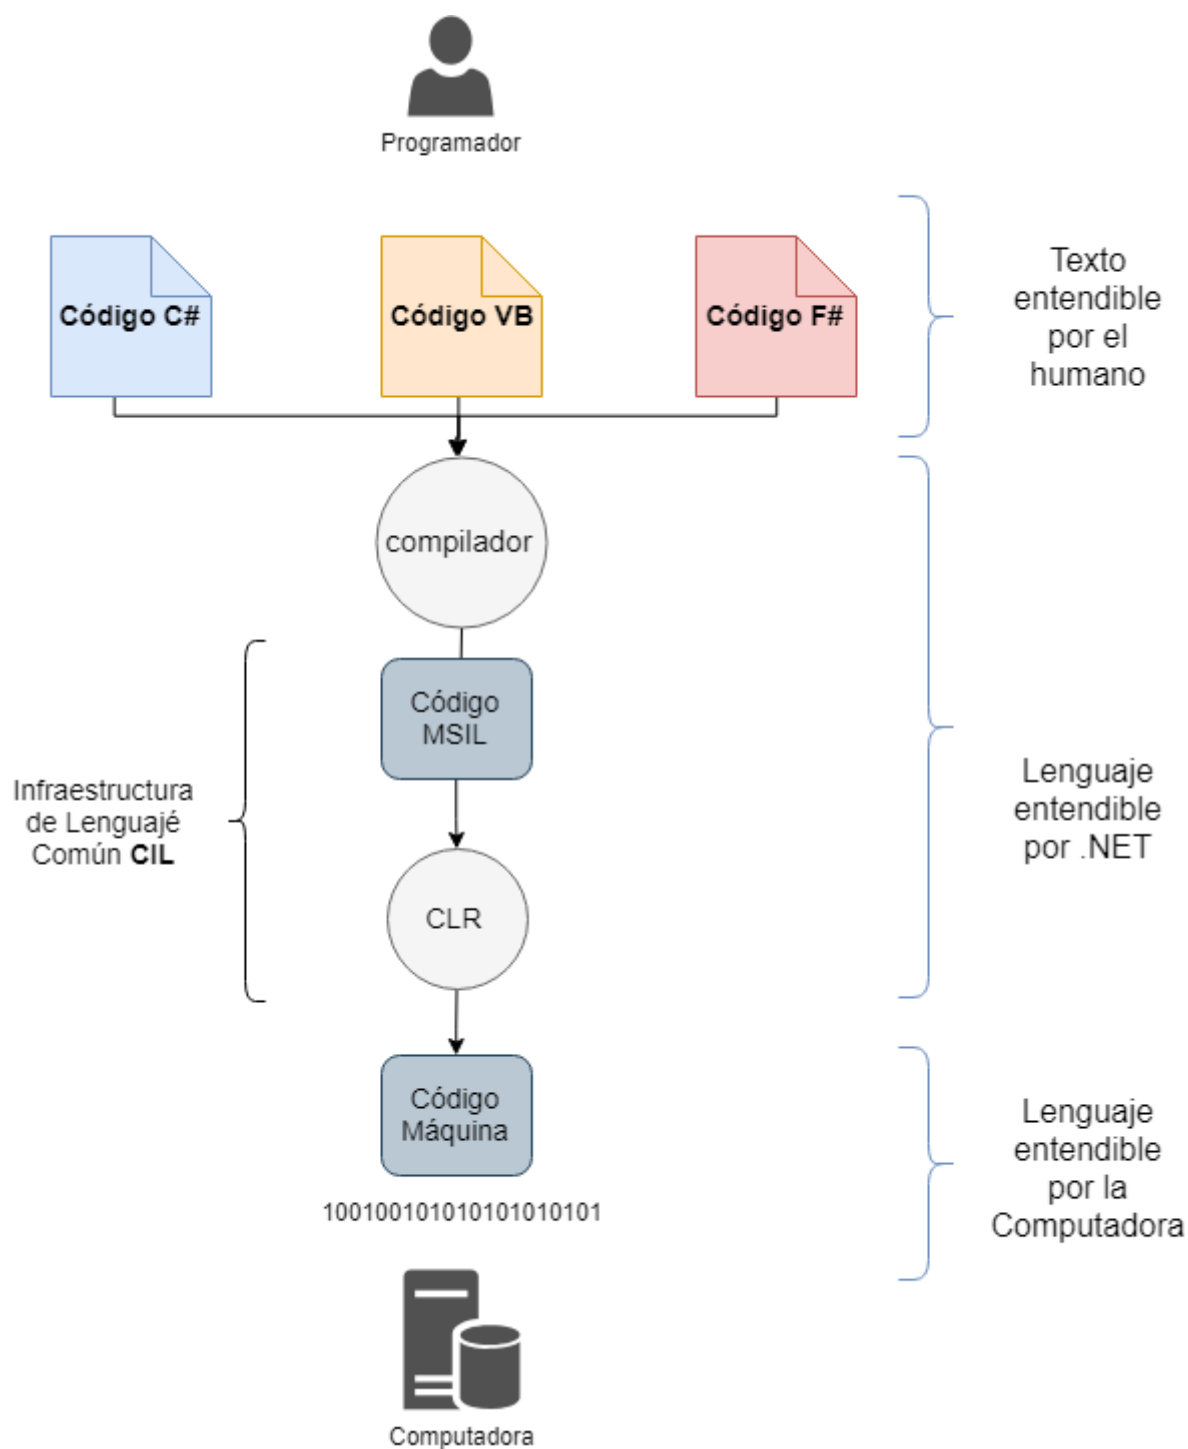 Programador
Código C#
Código VB
Código F#
Texto
entendible
por el
humano
compilador
Código
MSIL
Infraestructura
de Lenguajé
Común CIL
Lenguaje
entendible
por .NET
CLR
Código
Máquina
100100101010101010101
Lenguaje
entendible
por la
Computadora
Computadora